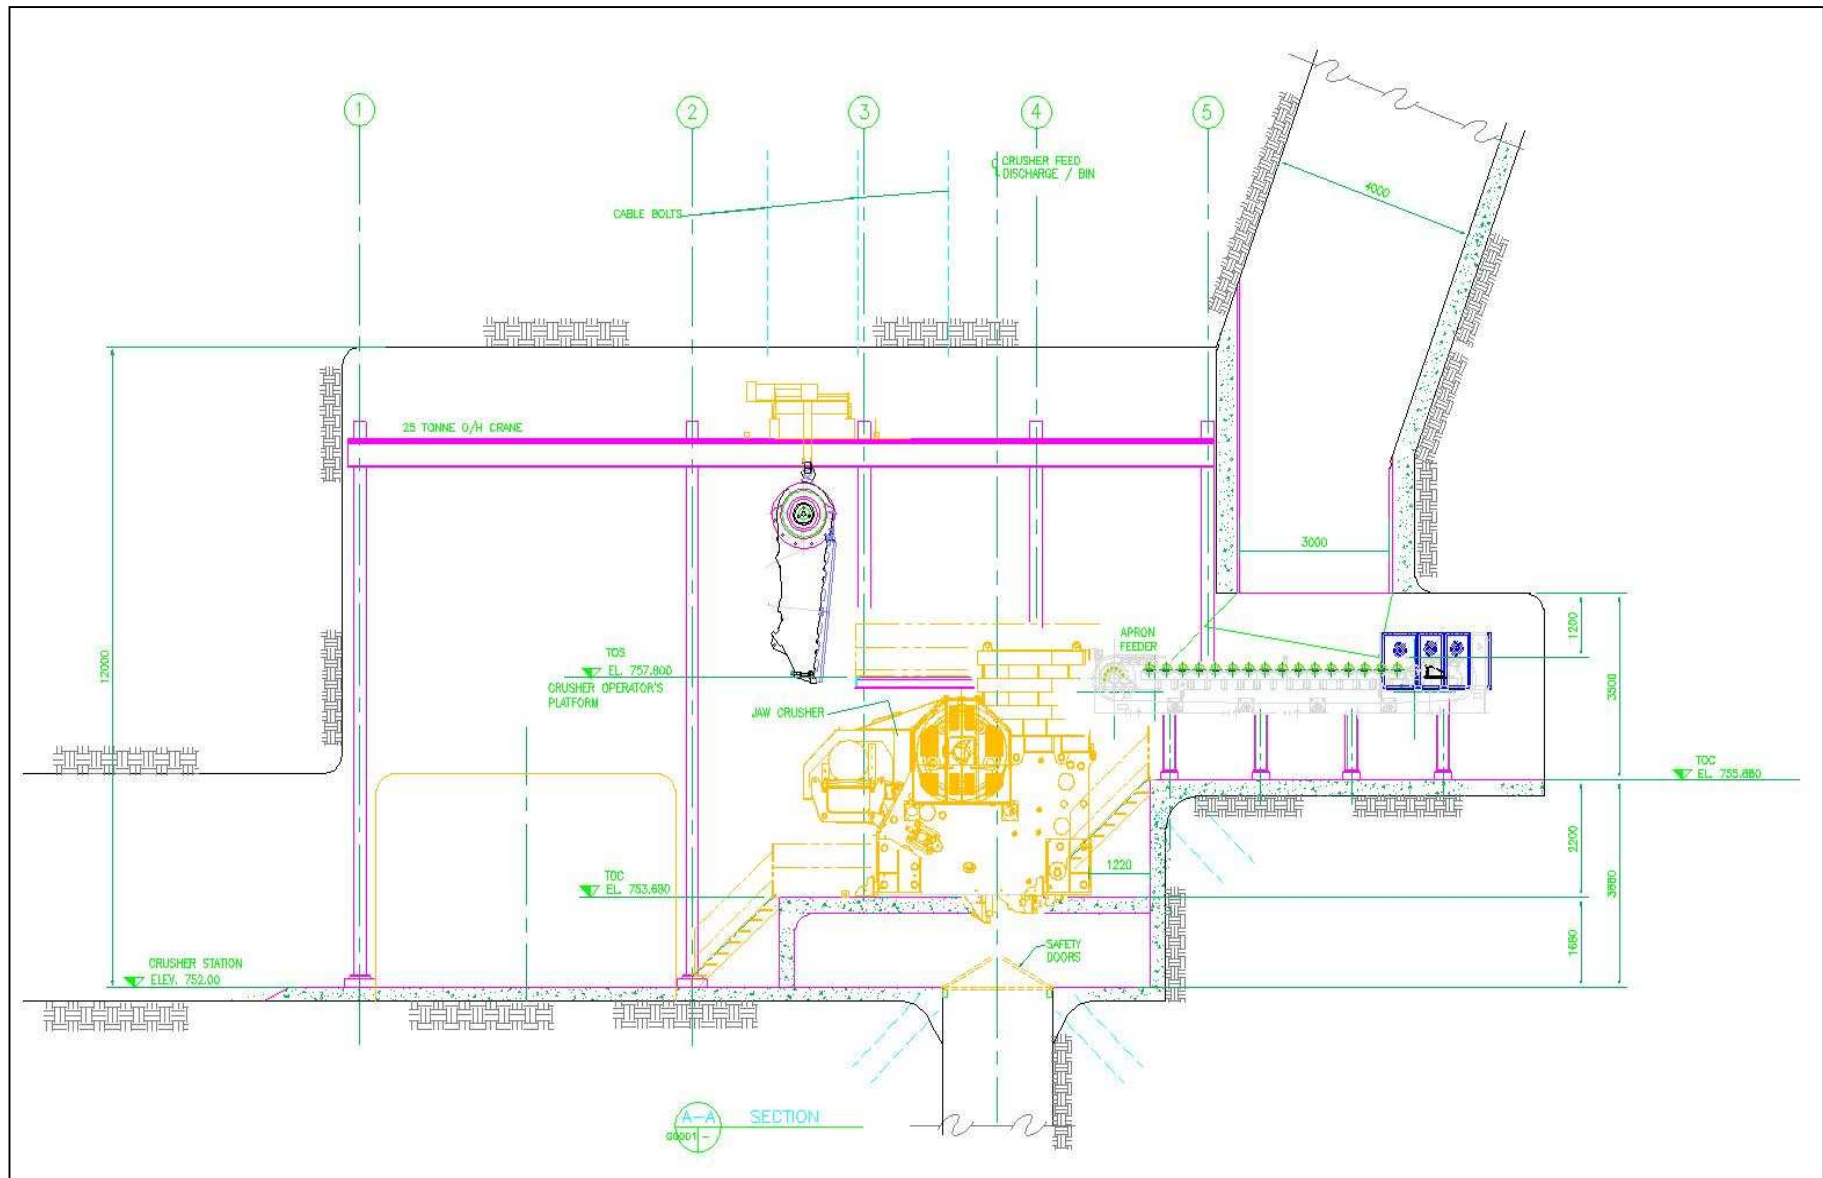 1
2
3
4
5
CRUSHER FEED
DISCHARGE / BIN
CABLE BOLTS
4000
25 TONNE O/H CRANE
3000
12000
APRON
FEEDER
1200
3500
TOS
EL. 757.800
CRUSHER OPERATOR'S
PLATFORM
JAW CRUSHER
TOC
EL. 755.880
2200
3880
1220
TOC
EL. 753.680
1680
SAFETY
DOORS
CRUSHER STATION
ELEV. 752.00
A-A SECTION
G0001 -